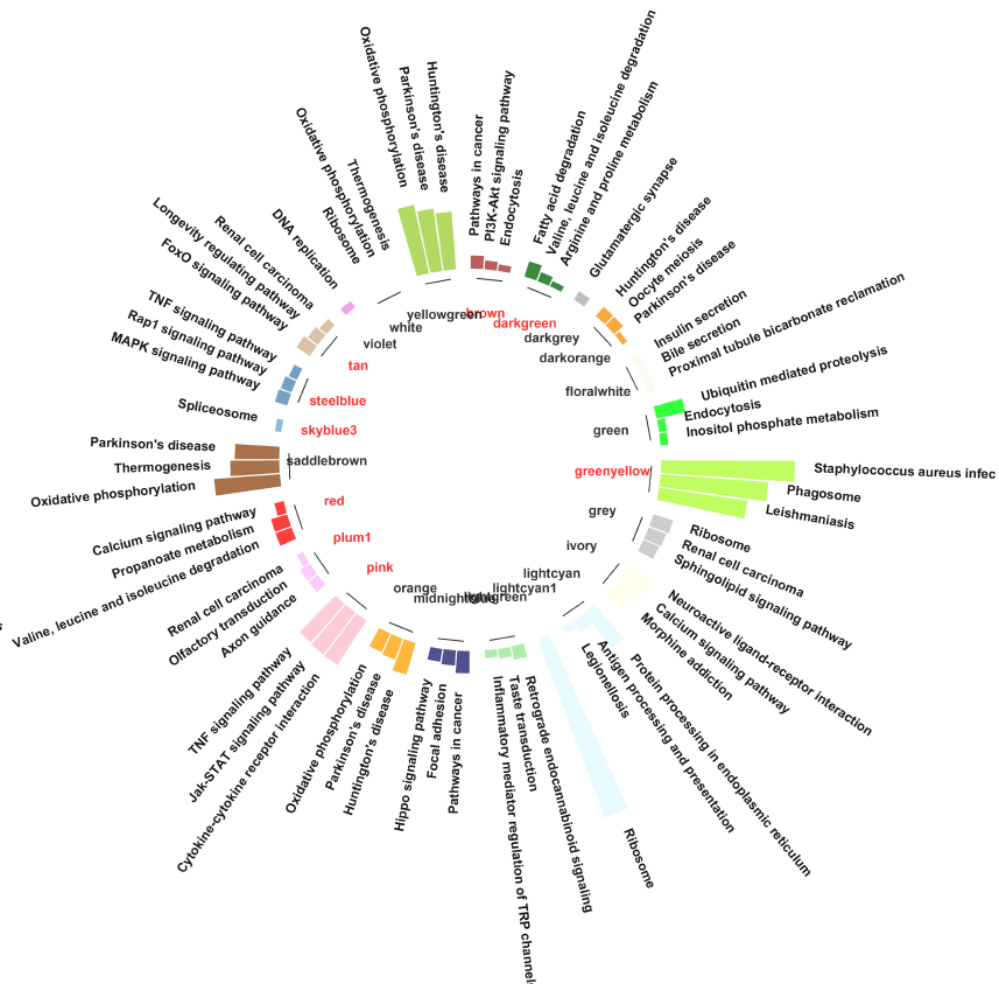 Pathways in cancer
PI3K-Akt signaling pathway
Endocytosis
Fatty acid degradation
Valine, leucine and isoleucine degradation
Arginine and proline metabolism
Glutamatergic synapse
Huntington's disease
Oocyte meiosis
Parkinson's disease
Insulin secretion
Bile secretion
Proximal tubule bicarbonate reclamation
Ubiquitin mediated proteolysis
Endocytosis
Inositol phosphate metabolism
Staphylococcus aureus infec
Phagosome
Leishmaniasis
Ribosome
Renal cell carcinoma
Sphingolipid signaling pathway
Neuroactive ligand-receptor interaction
Calcium signaling pathway
Morphine addiction
Protein processing in endoplasmic reticulum
Antigen processing and presentation
Legionellosis
Ribosome
Retrograde endocannabinoid signaling
Taste transduction
Inflammatory mediator regulation of TRP channels
Pathways in cancer
Focal adhesion
Hippo signaling pathway
Huntington's disease
Parkinson's disease
Oxidative phosphorylation
Cytokine-cytokine receptor interaction
Jak-STAT signaling pathway
TNF signaling pathway
Axon guidance
Olfactory transduction
Renal cell carcinoma
Valine, leucine and isoleucine degradation
Propanoate metabolism
Calcium signaling pathway
Oxidative phosphorylation
Thermogenesis
Parkinson's disease
Spliceosome
MAPK signaling pathway
Rap1 signaling pathway
TNF signaling pathway
FoxO signaling pathway
Longevity regulating pathway
Renal cell carcinoma
DNA replication
Ribosome
Oxidative phosphorylation
Thermogenesis
Oxidative phosphorylation
Parkinson's disease
Huntington's disease
brown
darkgreen
darkgrey
darkorange
floralwhite
green
greenyellow
grey
ivory
lightcyan
lightcyan1
lightgreen
midnightblue
orange
pink
plum1
red
saddlebrown
skyblue3
steelblue
tan
violet
white
yellowgreen